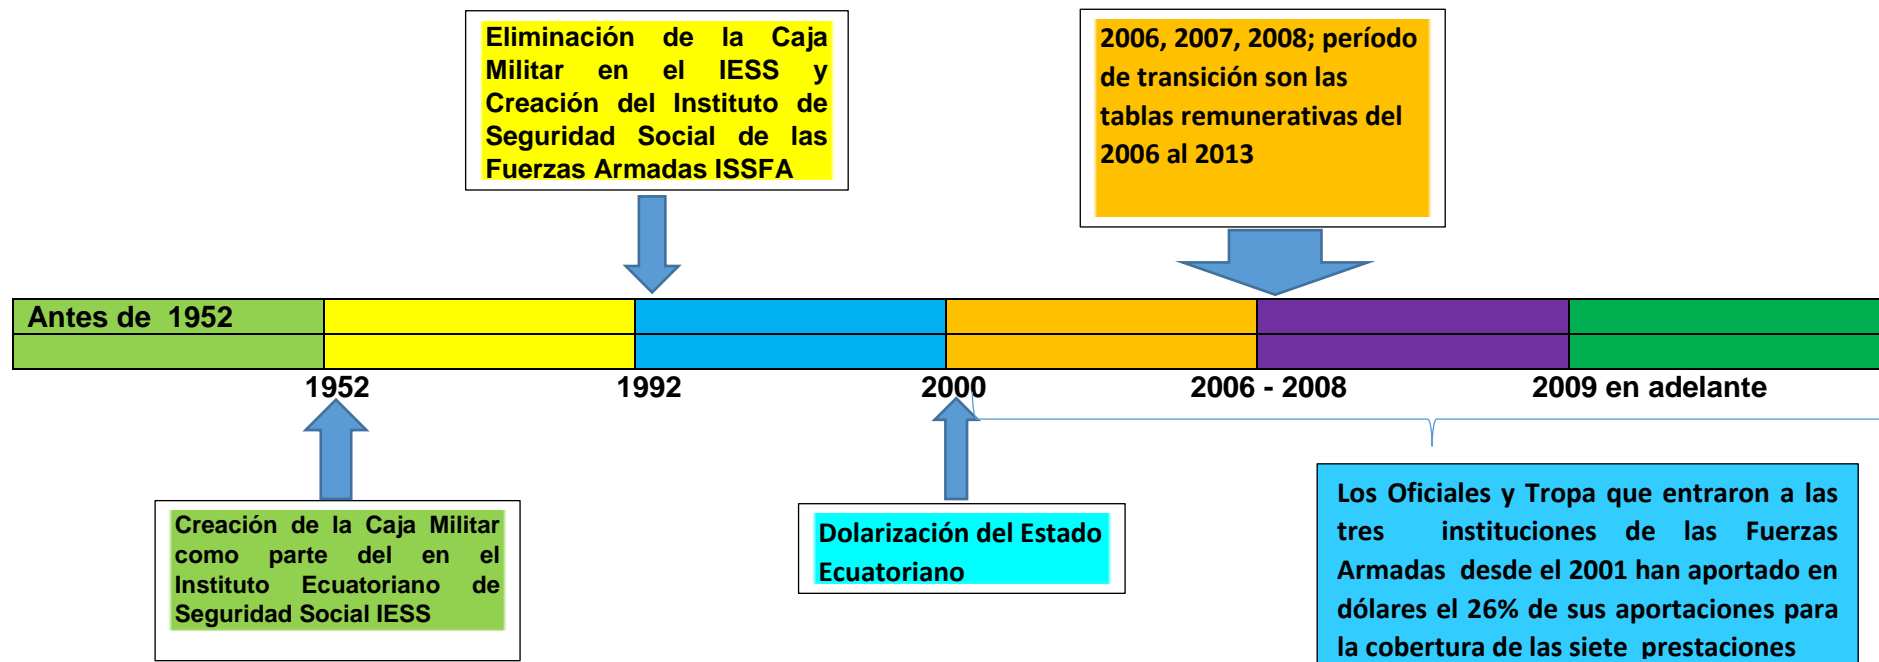 Eliminación de la Caja
Militar en el IESS y
Creación del Instituto de
Seguridad Social de las
Fuerzas Armadas ISSFA
2006, 2007, 2008; período
de transición son las
tablas remunerativas del
2006 al 2013
Antes de 1952
1952
1992
2000
2006 - 2008
2009 en adelante
Creación de la Caja Militar
como parte del en el
Instituto Ecuatoriano de
Seguridad Social IESS
Dolarización del Estado
Ecuatoriano
Los Oficiales y Tropa que entraron a las
tres instituciones de las Fuerzas
Armadas desde el 2001 han aportado en
dólares el 26% de sus aportaciones para
la cobertura de las siete prestaciones